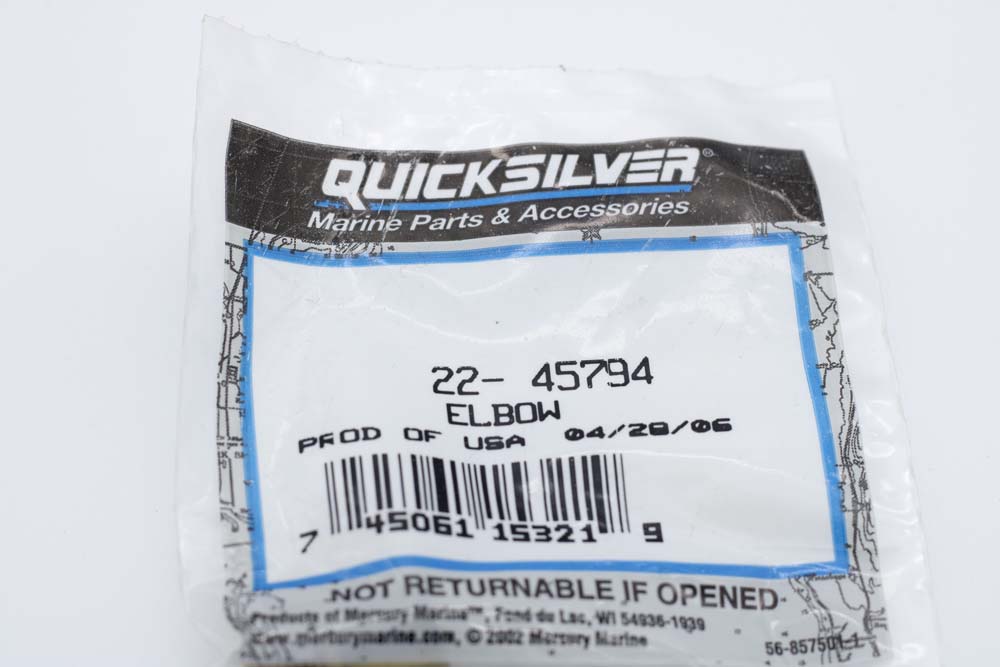 QUICKSILVER®
Marine Parts & Accessories
22- 45794
ELBOW
PROD OF USA 04/28/06
7 45061 15321 9
NOT RETURNABLE IF OPENED
Products of Mercury Marine™, Fond du Lac, WI 54936-1939
www.mercurymarine.com, © 2002 Mercury Marine
56-857501-1